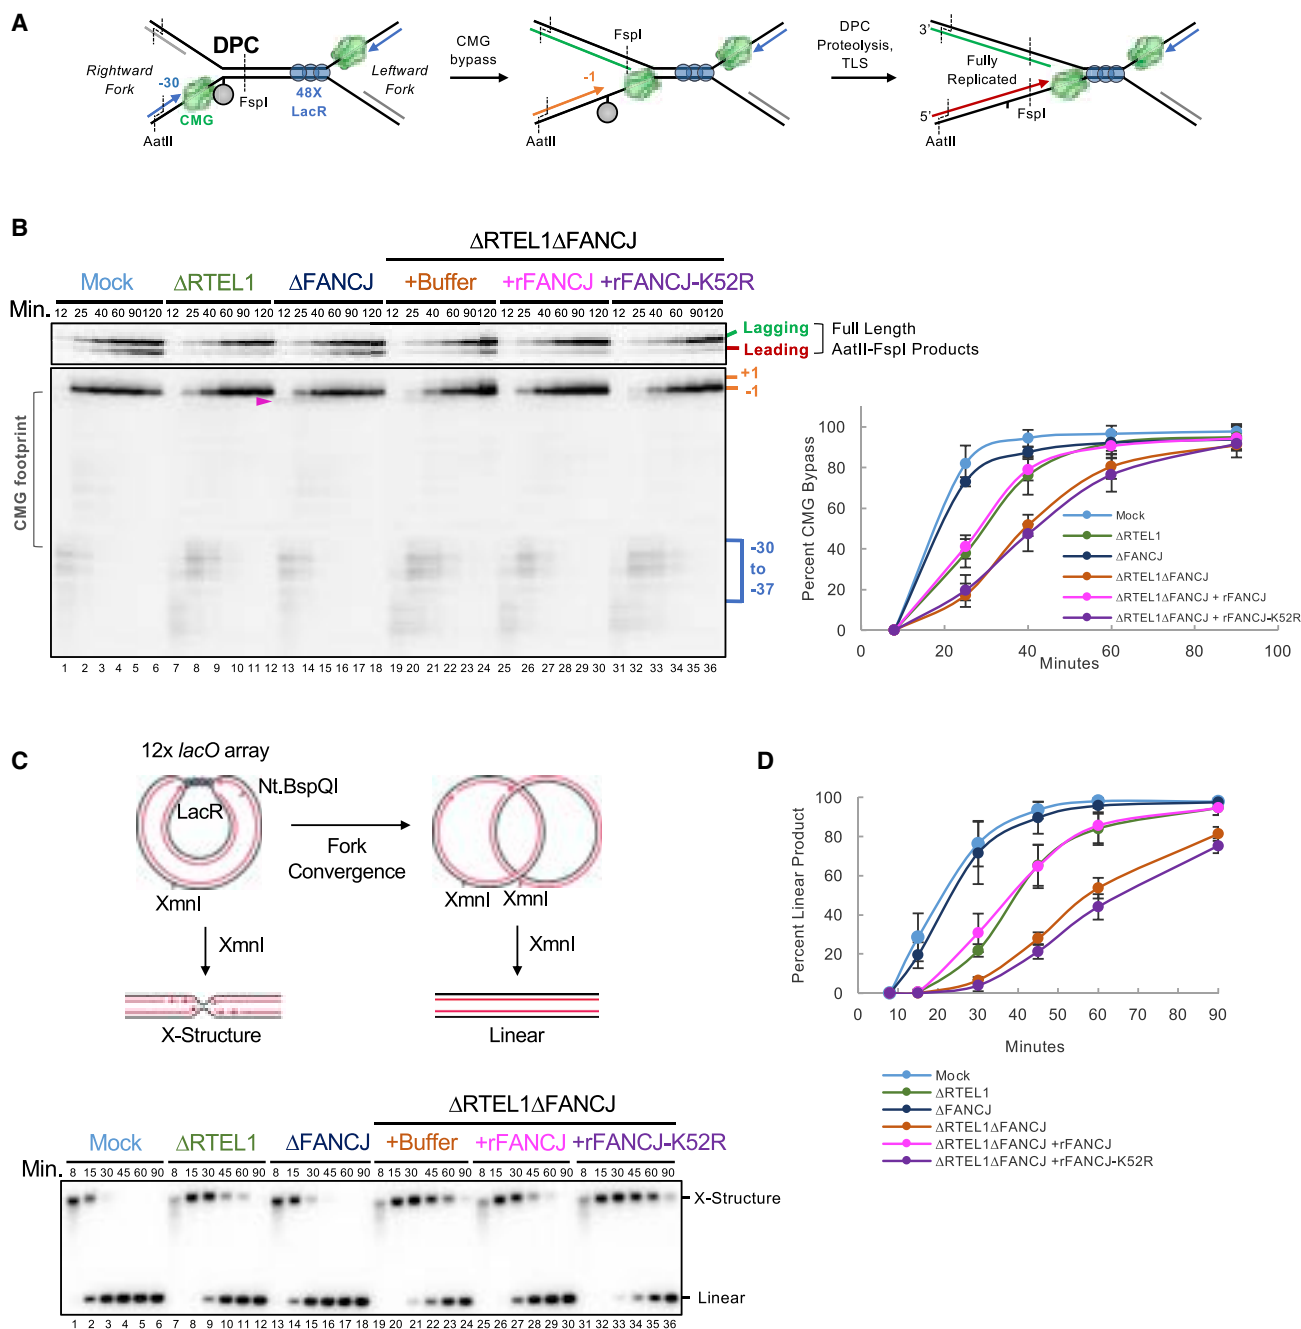 A
DPC
Rightward
Fork
-30
CMG
AatII
FspI
48X
LacR
Leftward
Fork
CMG
bypass
FspI
-1
AatII
DPC
Proteolysis,
TLS
3'
Fully
Replicated
5'
FspI
AatII
B
ΔRTEL1ΔFANCJ
Mock ΔRTEL1 ΔFANCJ +Buffer +rFANCJ +rFANCJ-K52R
Min. 12 25 40 60 90 120 12 25 40 60 90 120 12 25 40 60 90 120 12 25 40 60 90 120 12 25 40 60 90 120 12 25 40 60 90 120
Lagging
Leading
Full Length
AatII-FspI Products
+1
-1
CMG footprint
-30
to
-37
1 2 3 4 5 6 7 8 9 10 11 12 13 14 15 16 17 18 19 20 21 22 23 24 25 26 27 28 29 30 31 32 33 34 35 36
Percent CMG Bypass
100
80
60
40
20
0
0 20 40 60 80 100
Minutes
Mock
ΔRTEL1
ΔFANCJ
ΔRTEL1ΔFANCJ
ΔRTEL1ΔFANCJ + rFANCJ
ΔRTEL1ΔFANCJ + rFANCJ-K52R
C
12x lacO array
Nt.BspQI
LacR
XmnI
Fork
Convergence
XmnI XmnI
XmnI
XmnI
X-Structure
Linear
ΔRTEL1ΔFANCJ
Mock ΔRTEL1 ΔFANCJ +Buffer +rFANCJ +rFANCJ-K52R
Min. 8 15 30 45 60 90 8 15 30 45 60 90 8 15 30 45 60 90 8 15 30 45 60 90 8 15 30 45 60 90 8 15 30 45 60 90
X-Structure
Linear
1 2 3 4 5 6 7 8 9 10 11 12 13 14 15 16 17 18 19 20 21 22 23 24 25 26 27 28 29 30 31 32 33 34 35 36
D
Percent Linear Product
100
80
60
40
20
0
0 10 20 30 40 50 60 70 80 90
Minutes
Mock
ΔRTEL1
ΔFANCJ
ΔRTEL1ΔFANCJ
ΔRTEL1ΔFANCJ +rFANCJ
ΔRTEL1ΔFANCJ +rFANCJ-K52R